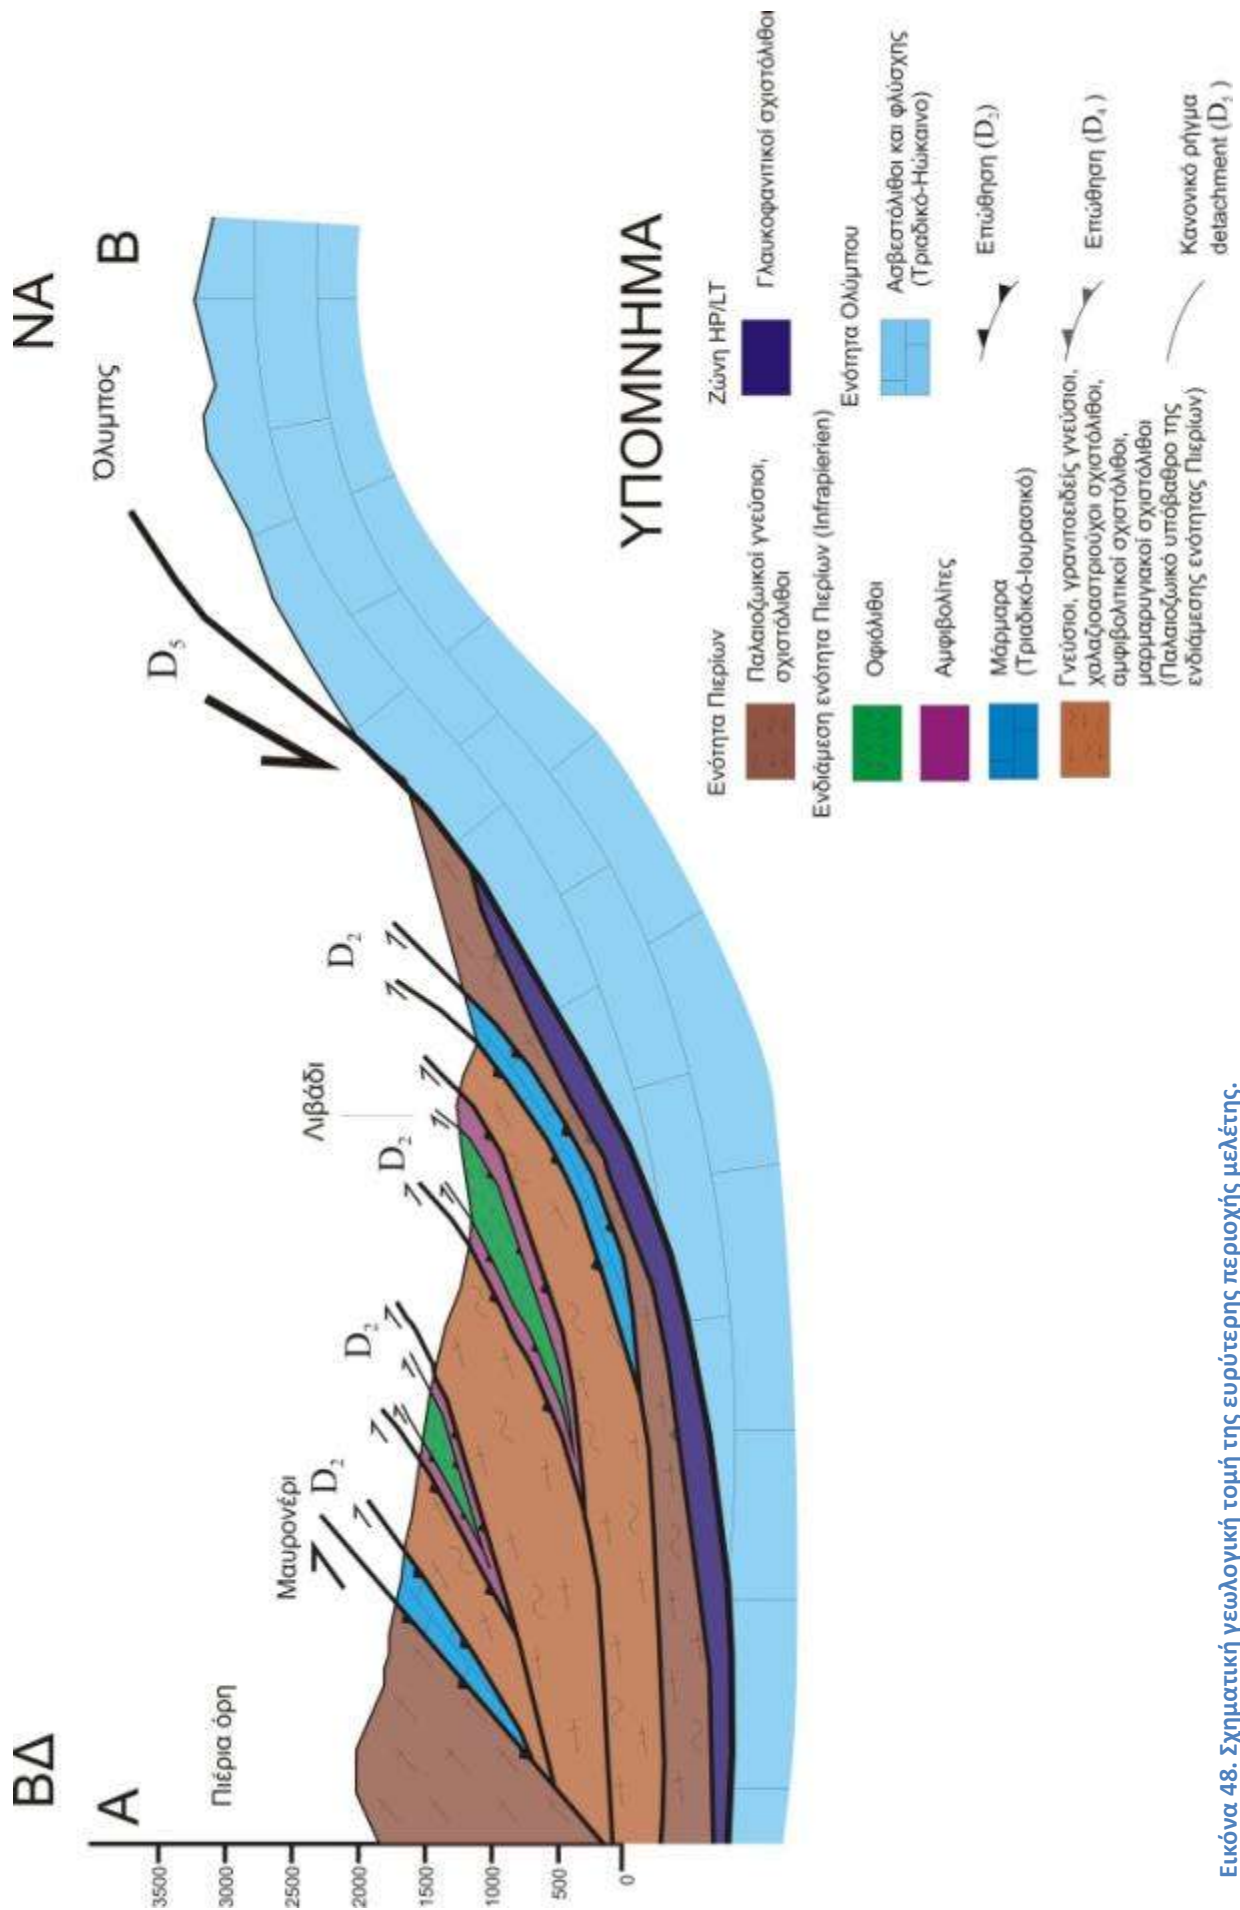 ΒΔ
ΝΑ
Α
Β
Πιέρια όρη
Μαυρονέρι
Λιβάδι
Όλυμπος
D2
D2
D2
D2
D5
3500
3000
2500
2000
1500
1000
500
0
ΥΠΟΜΝΗΜΑ
Ενότητα Πιερίων
Παλαιοζωικοί γνεύσιοι,
σχιστόλιθοι
Ενδιάμεση ενότητα Πιερίων (Infrapierien)
Οφιόλιθοι
Αμφιβολίτες
Μάρμαρα
(Τριαδικό-Ιουρασικό)
Γνεύσιοι, γρανιτοειδείς γνεύσιοι,
χαλαζιοαστριούχοι σχιστόλιθοι,
αμφιβολιτικοί σχιστόλιθοι,
μαρμαρυγιακοί σχιστόλιθοι
(Παλαιοζωικό υπόβαθρο της
ενδιάμεσης ενότητας Πιερίων)
Ζώνη HP/LT
Γλαυκοφανιτικοί σχιστόλιθοι
Ενότητα Ολύμπου
Ασβεστόλιθοι και φλύσχης
(Τριαδικό-Ηώκαινο)
Επώθηση (D2)
Επώθηση (D4)
Κανονικό ρήγμα
detachment (D5)
Εικόνα 48. Σχηματική γεωλογική τομή της ευρύτερης περιοχής μελέτης.